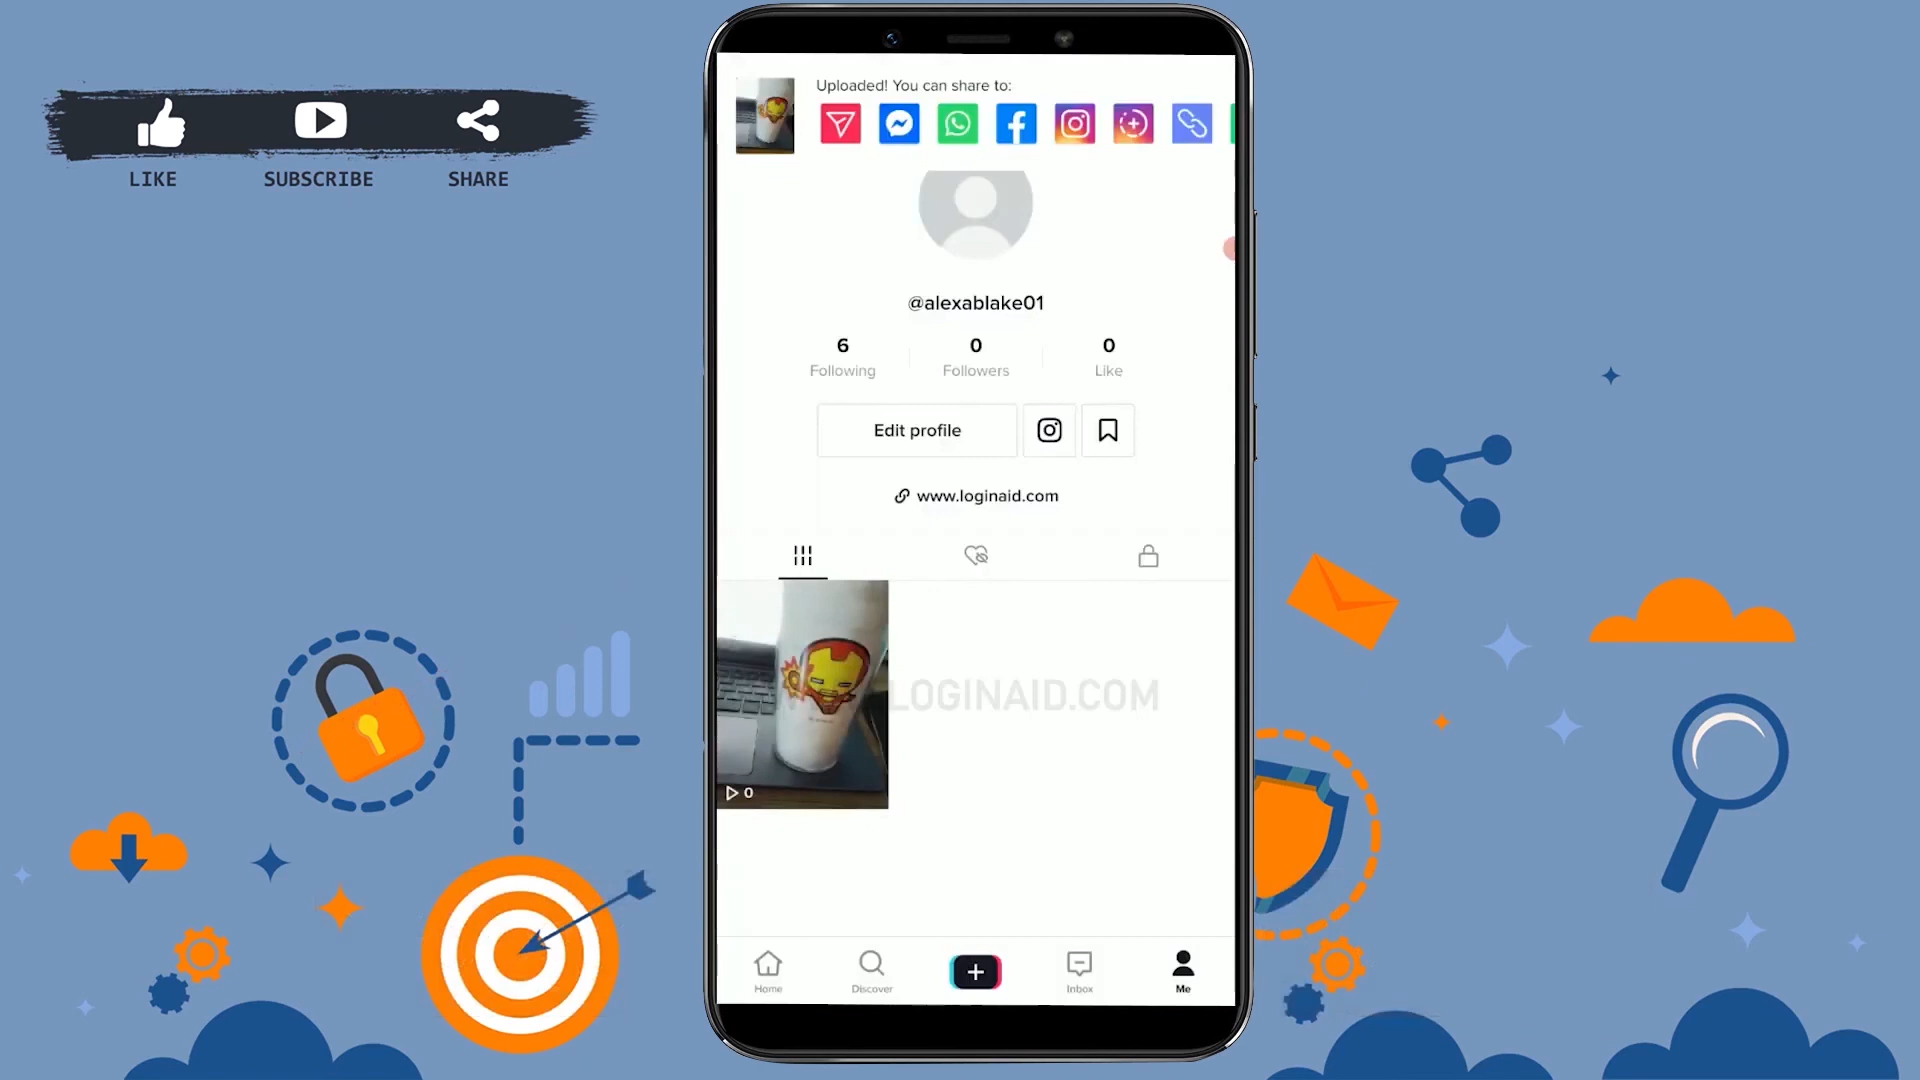 LIKE SUBSCRIBE SHARE
Uploaded! You can share to:
@alexablake01
6 0 0
Following Followers Like
Edit profile
www.loginaid.com
LOGINAID.COM
0
Home Discover Inbox Me